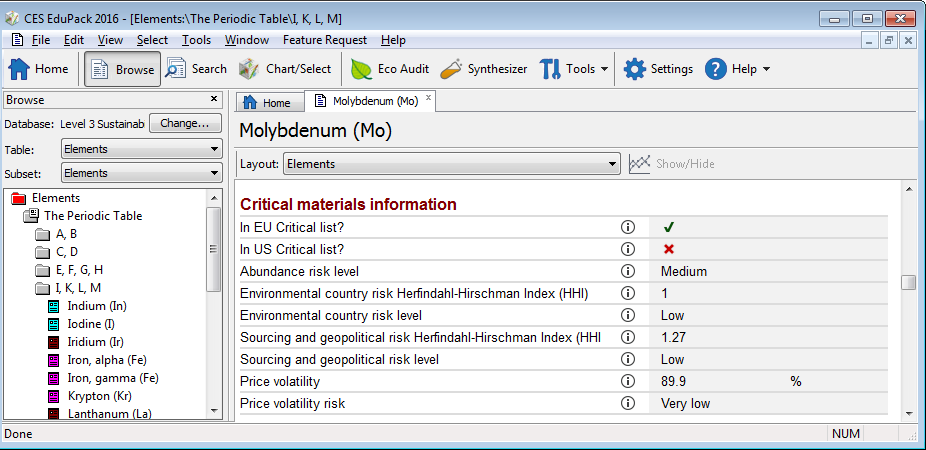 CES EduPack 2016 - [Elements:\The Periodic Table\I, K, L, M]
File Edit View Select Tools Window Feature Request Help
Home Browse Search Chart/Select Eco Audit Synthesizer Tools Settings ? Help
Browse
Database: Level 3 Sustainab Change...
Table: Elements
Subset: Elements
Elements
The Periodic Table
A, B
C, D
E, F, G, H
I, K, L, M
Indium (In)
Iodine (I)
Iridium (Ir)
Iron, alpha (Fe)
Iron, gamma (Fe)
Krypton (Kr)
Lanthanum (La)
Home Molybdenum (Mo)
Molybdenum (Mo)
Layout: Elements Show/Hide
Critical materials information
In EU Critical list?
In US Critical list?
Abundance risk level Medium
Environmental country risk Herfindahl-Hirschman Index (HHI) 1
Environmental country risk level Low
Sourcing and geopolitical risk Herfindahl-Hirschman Index (HHI 1.27
Sourcing and geopolitical risk level Low
Price volatility 89.9 %
Price volatility risk Very low
Done NUM